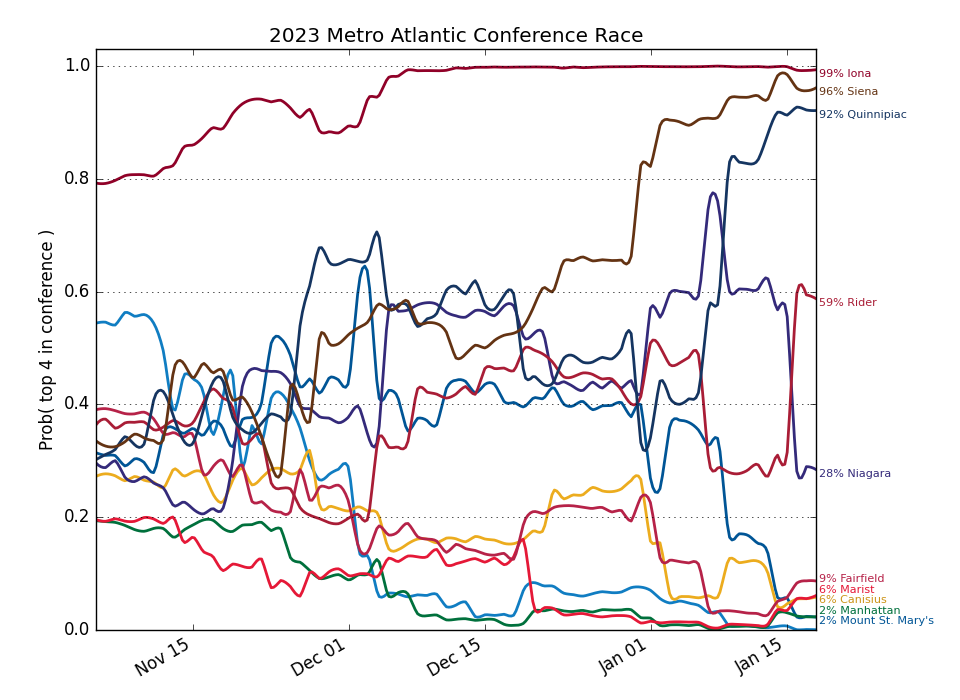 2023 Metro Atlantic Conference Race
Prob( top 4 in conference )
1.0
0.8
0.6
0.4
0.2
0.0
Nov 15
Dec 01
Dec 15
Jan 01
Jan 15
99% Iona
96% Siena
92% Quinnipiac
59% Rider
28% Niagara
9% Fairfield
6% Marist
6% Canisius
2% Manhattan
2% Mount St. Mary's